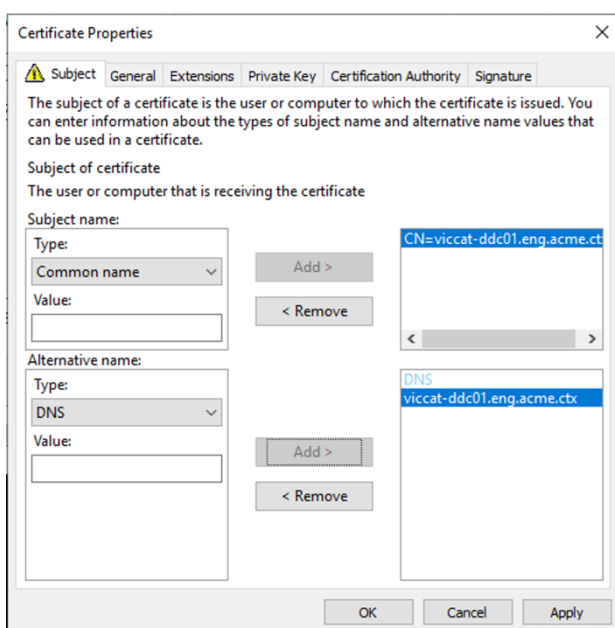 Certificate Properties
Subject General Extensions Private Key Certification Authority Signature
The subject of a certificate is the user or computer to which the certificate is issued. You
can enter information about the types of subject name and alternative name values that
can be used in a certificate.
Subject of certificate
The user or computer that is receiving the certificate
Subject name:
Type:
Common name
Value:
Add >
< Remove
CN=viccat-ddc01.eng.acme.ct
Alternative name:
Type:
DNS
Value:
Add >
< Remove
DNS
viccat-ddc01.eng.acme.ctx
OK Cancel Apply